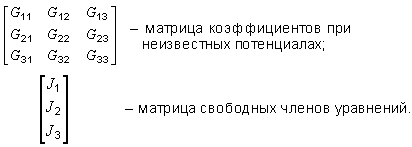 G11 G12 G13
G21 G22 G23
G31 G32 G33
– матрица коэффициентов при
неизвестных потенциалах;
J1
J2
J3
– матрица свободных членов уравнений.